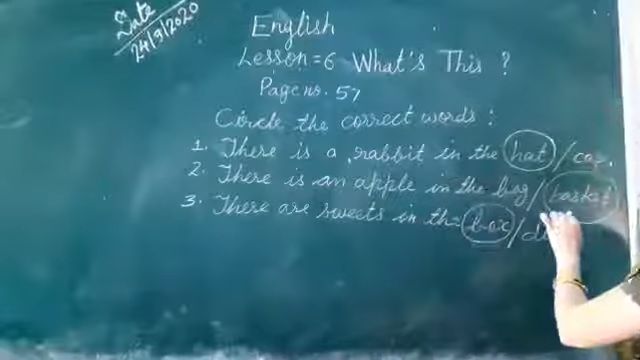 Date
24/9/2020
English
Lesson = 6 What's This ?
Page no. 57
Circle the correct words :
1. There is a rabbit in the hat / cap.
2. There is an apple in the bag / basket
3. There are sweets in the box /